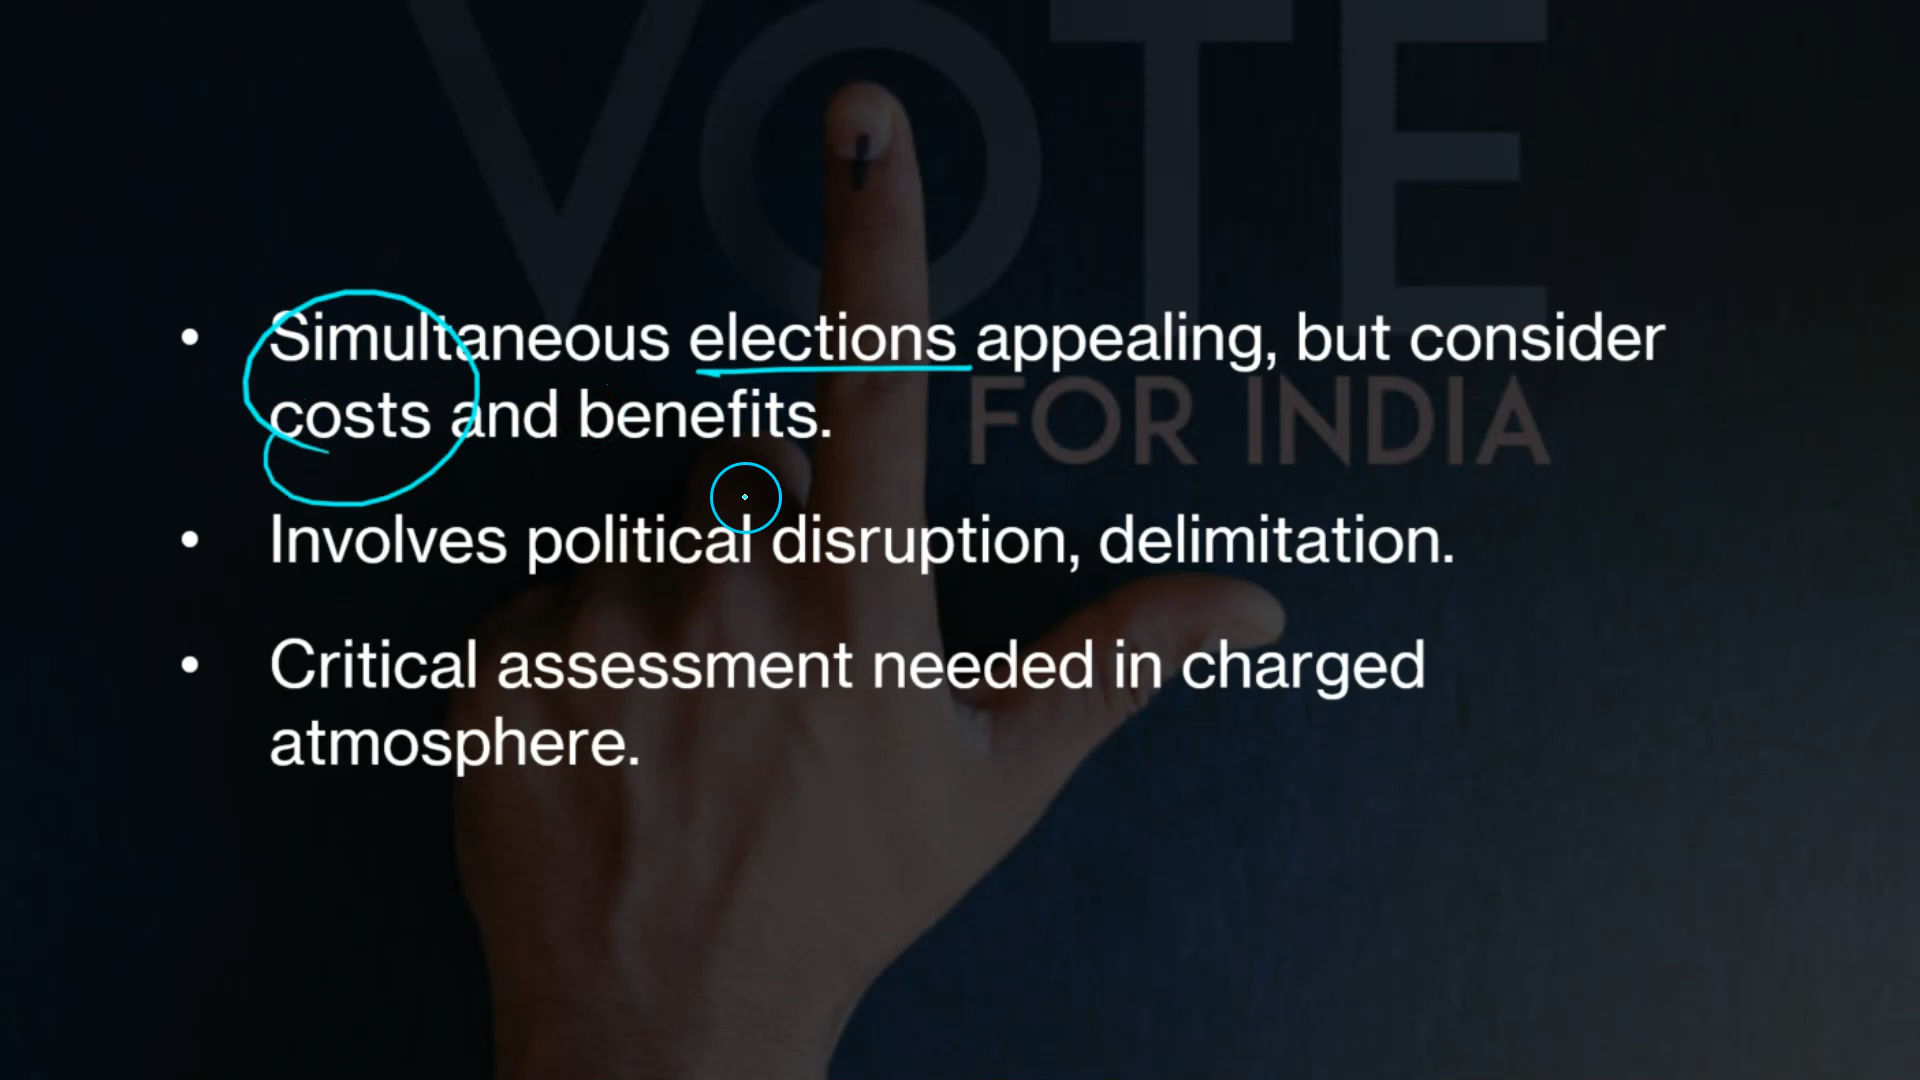 VOTE
FOR INDIA
• Simultaneous elections appealing, but consider
costs and benefits.
• Involves political disruption, delimitation.
• Critical assessment needed in charged
atmosphere.